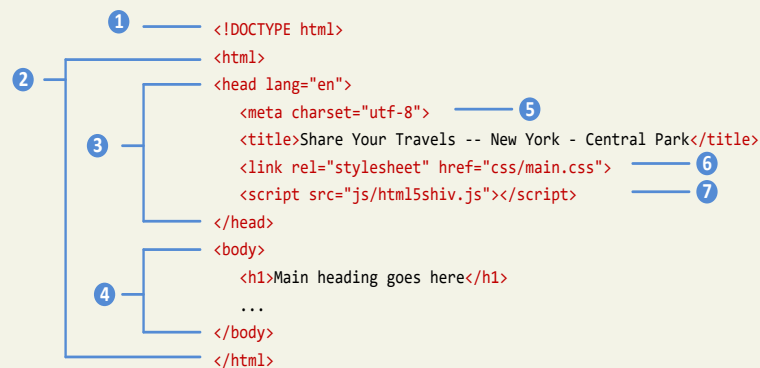 1 <!DOCTYPE html>
2 <html>
<head lang="en">
<meta charset="utf-8"> 5
3 <title>Share Your Travels -- New York - Central Park</title>
<link rel="stylesheet" href="css/main.css"> 6
<script src="js/html5shiv.js"></script> 7
</head>
<body>
<h1>Main heading goes here</h1>
4 ...
</body>
</html>